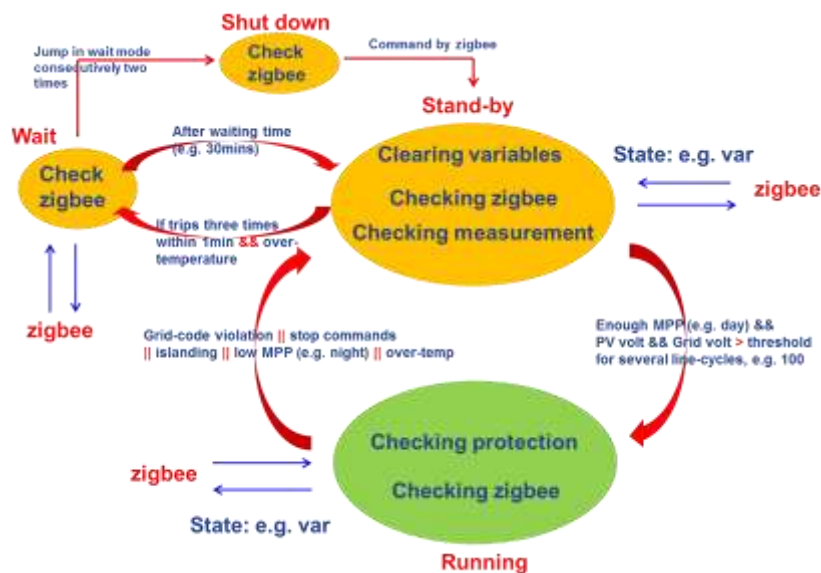 Shut down
Jump in wait mode
consecutively two
times
Check
zigbee
Command by zigbee
Stand-by
Wait
After waiting time
(e.g. 30mins)
Clearing variables
State: e.g. var
Check
zigbee
Checking zigbee
zigbee
If trips three times
within 1min && over-
temperature
Checking measurement
zigbee
Grid-code violation || stop commands
|| islanding || low MPP (e.g. night) || over-temp
Enough MPP (e.g. day) &&
PV volt && Grid volt > threshold
for several line-cycles, e.g. 100
Checking protection
zigbee
Checking zigbee
State: e.g. var
Running